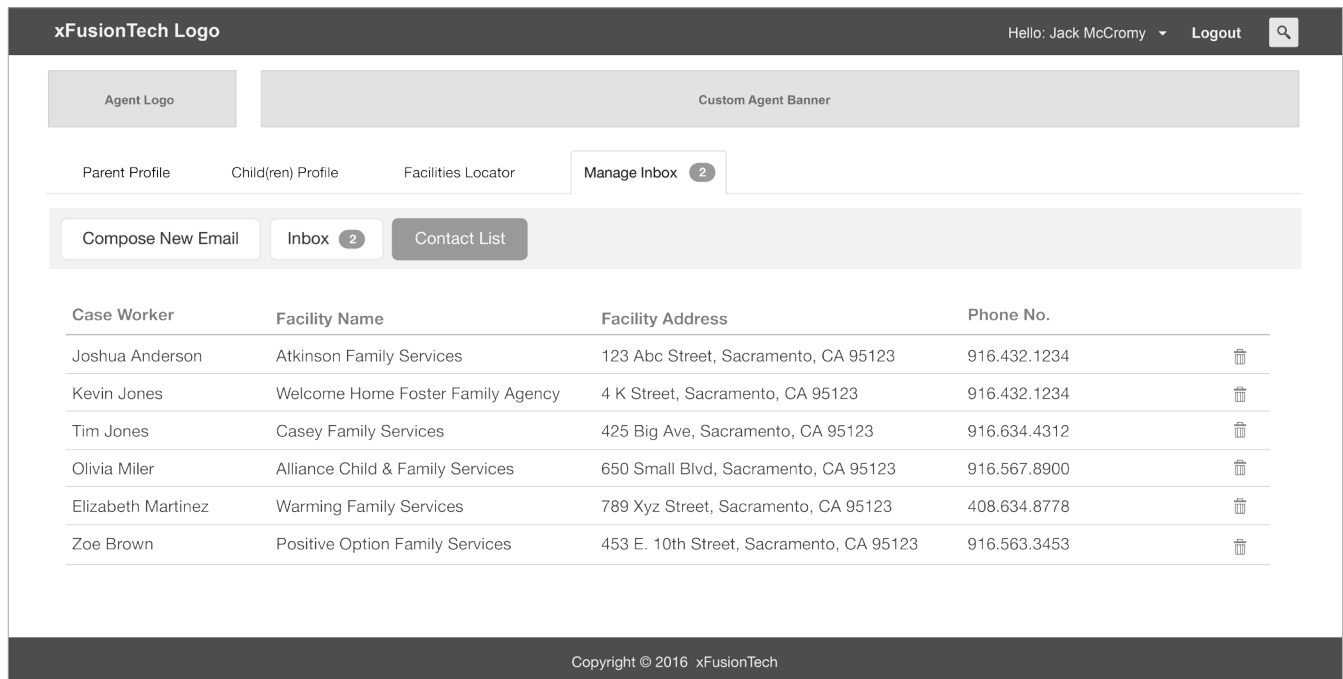 xFusionTech Logo Hello: Jack McCromy Logout
Agent Logo Custom Agent Banner
Parent Profile Child(ren) Profile Facilities Locator Manage Inbox 2
Compose New Email Inbox 2 Contact List
Case Worker Facility Name Facility Address Phone No.
Joshua Anderson Atkinson Family Services 123 Abc Street, Sacramento, CA 95123 916.432.1234
Kevin Jones Welcome Home Foster Family Agency 4 K Street, Sacramento, CA 95123 916.432.1234
Tim Jones Casey Family Services 425 Big Ave, Sacramento, CA 95123 916.634.4312
Olivia Miler Alliance Child & Family Services 650 Small Blvd, Sacramento, CA 95123 916.567.8900
Elizabeth Martinez Warming Family Services 789 Xyz Street, Sacramento, CA 95123 408.634.8778
Zoe Brown Positive Option Family Services 453 E. 10th Street, Sacramento, CA 95123 916.563.3453
Copyright © 2016 xFusionTech